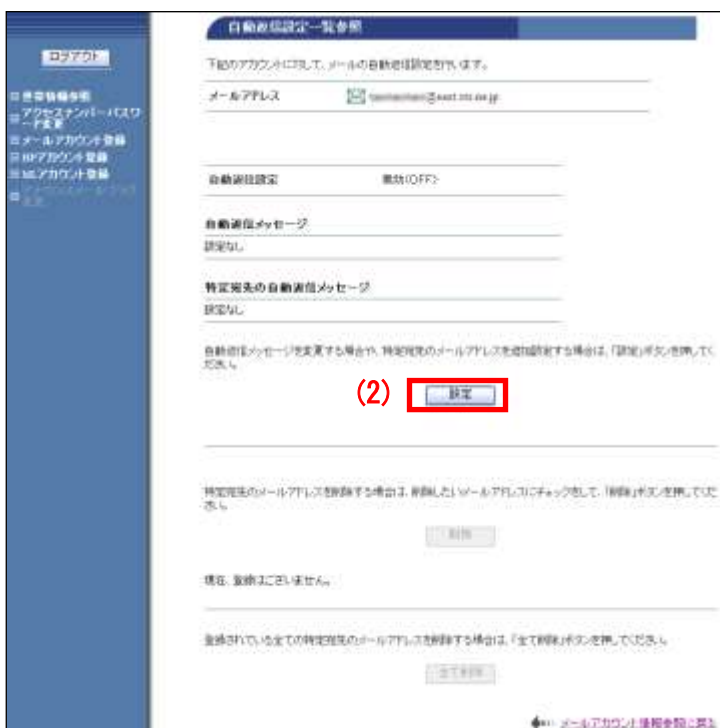 自動返信設定一覧参照
ログアウト
下記のアカウントに対して、メールの自動返信設定を行います。
メールアドレス
登録情報参照
アクセスナンバーパスワード変更
メールアカウント登録
HPアカウント登録
MLアカウント登録
自動返信設定 無効(OFF)
自動返信メッセージ
設定なし
特定宛先の自動返信メッセージ
設定なし
自動返信メッセージを変更する場合や、特定宛先のメールアドレスを追加設定する場合は、「設定」ボタンを押してく
ださい。
(2) 設定
特定宛先のメールアドレスを削除する場合は、削除したいメールアドレスにチェックをして、「削除」ボタンを押してくだ
さい。
削除
現在、登録はございません。
登録されている全ての特定宛先のメールアドレスを削除する場合は、「全て削除」ボタンを押してください。
全て削除
メールアカウント情報参照に戻る